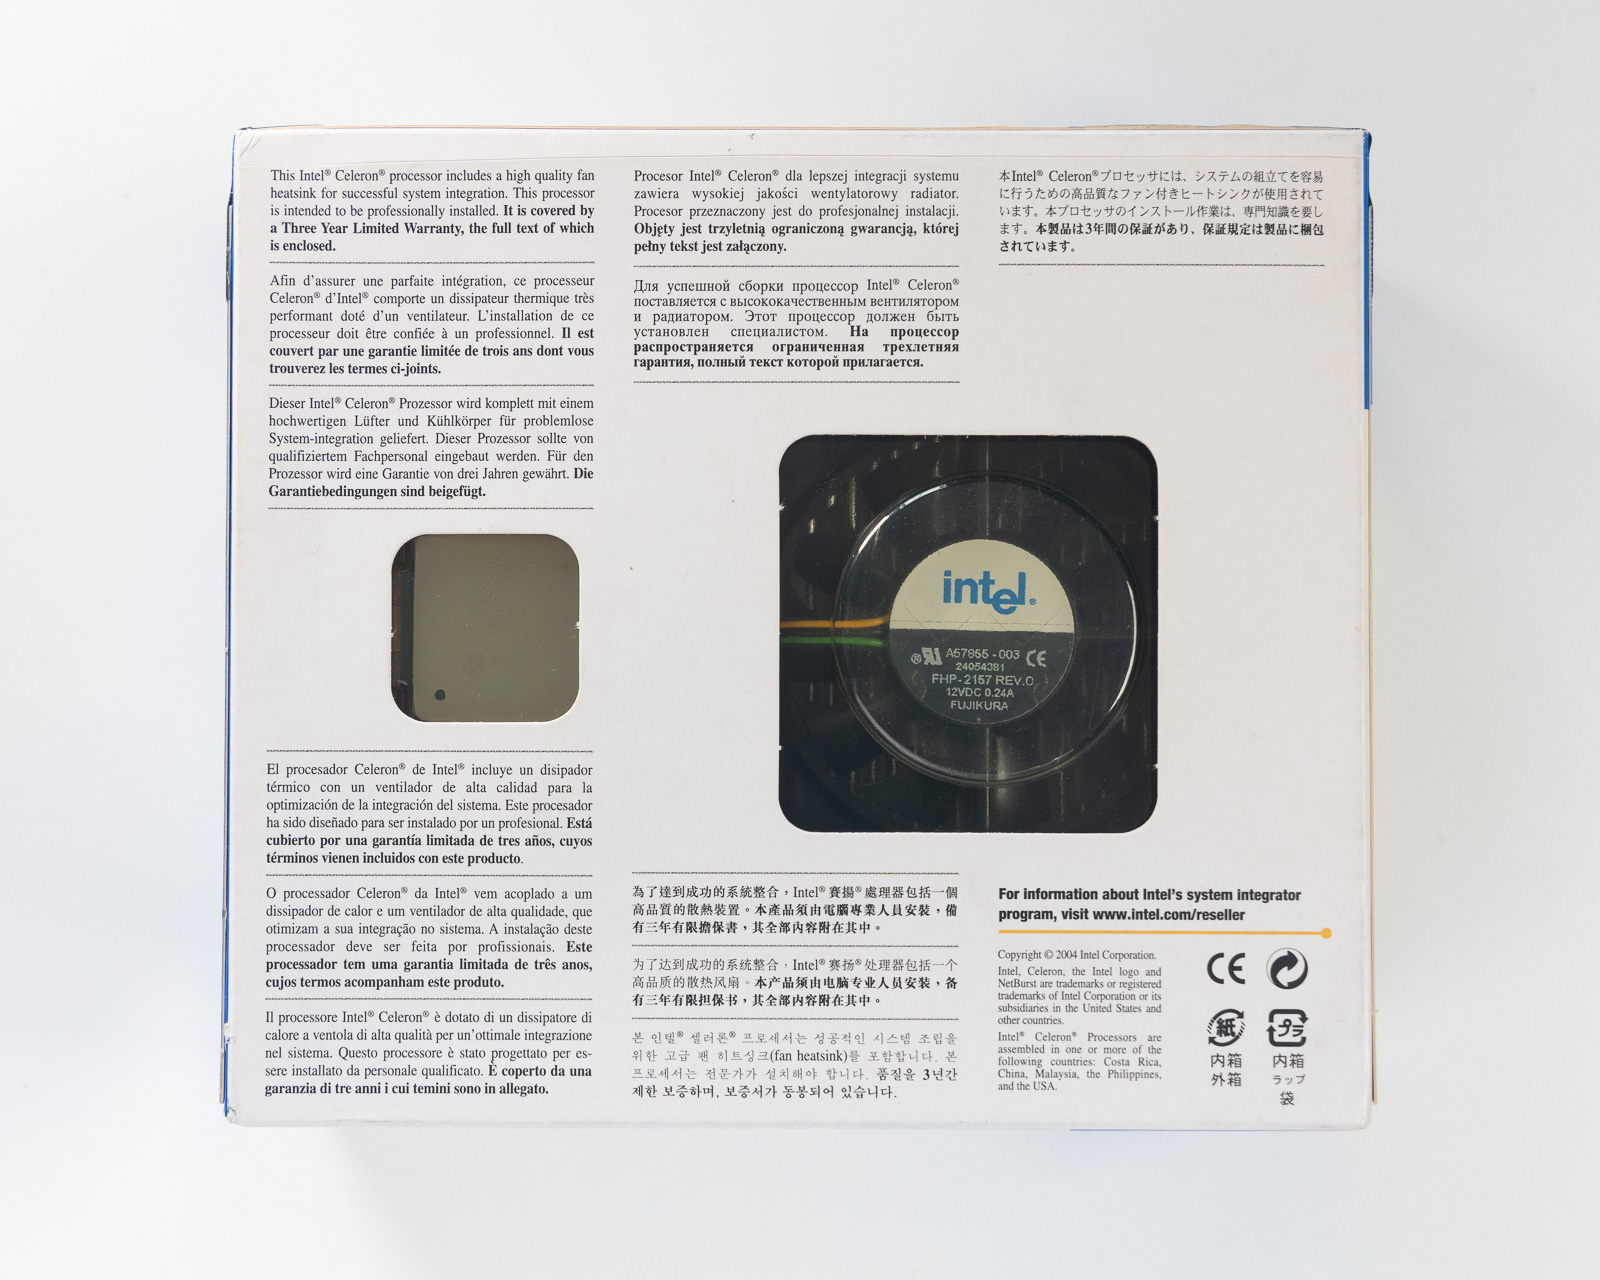 This Intel® Celeron® processor includes a high quality fan
heatsink for successful system integration. This processor
is intended to be professionally installed. It is covered by
a Three Year Limited Warranty, the full text of which
is enclosed.
Afin d’assurer une parfaite intégration, ce processeur
Celeron® d’Intel® comporte un dissipateur thermique très
performant doté d’un ventilateur. L’installation de ce
processeur doit être confiée à un professionnel. Il est
couvert par une garantie limitée de trois ans dont vous
trouverez les termes ci-joints.
Dieser Intel® Celeron® Prozessor wird komplett mit einem
hochwertigen Lüfter und Kühlkörper für problemlose
System-integration geliefert. Dieser Prozessor sollte von
qualifiziertem Fachpersonal eingebaut werden. Für den
Prozessor wird eine Garantie von drei Jahren gewährt. Die
Garantiebedingungen sind beigefügt.
El procesador Celeron® de Intel® incluye un disipador
térmico con un ventilador de alta calidad para la
optimización de la integración del sistema. Este procesador
ha sido diseñado para ser instalado por un profesional. Está
cubierto por una garantía limitada de tres años, cuyos
términos vienen incluidos con este producto.
O processador Celeron® da Intel® vem acoplado a um
dissipador de calor e um ventilador de alta qualidade, que
otimizam a sua integração no sistema. A instalação deste
processador deve ser feita por profissionais. Este
processador tem uma garantia limitada de três anos,
cujos termos acompanham este produto.
Il processore Intel® Celeron® è dotato di un dissipatore di
calore a ventola di alta qualità per un’ottimale integrazione
nel sistema. Questo processore è stato progettato per es-
sere installato da personale qualificato. È coperto da una
garanzia di tre anni i cui temini sono in allegato.
Procesor Intel® Celeron® dla lepszej integracji systemu
zawiera wysokiej jakości wentylatorowy radiator.
Procesor przeznaczony jest do profesjonalnej instalacji.
Objęty jest trzyletnią ograniczoną gwarancją, której
pełny tekst jest załączony.
Для успешной сборки процессор Intel® Celeron®
поставляется с высококачественным вентилятором
и радиатором. Этот процессор должен быть
установлен специалистом. На процессор
распространяется ограниченная трехлетняя
гарантия, полный текст которой прилагается.
intel®
A57855-003 CE
24054381
FHP-2157 REV.0
12VDC 0.24A
FUJIKURA
為了達到成功的系統整合，Intel® 賽揚® 處理器包括一個
高品質的散熱裝置。本產品須由電腦專業人員安裝，備
有三年有限擔保書，其全部內容附在其中。
为了达到成功的系统整合，Intel® 赛扬® 处理器包括一个
高品质的散热风扇。本产品须由电脑专业人员安装，备
有三年有限担保书，其全部内容附在其中。
본 인텔® 셀러론® 프로세서는 성공적인 시스템 조립을
위한 고급 팬 히트싱크(fan heatsink)를 포함합니다. 본
프로세서는 전문가가 설치해야 합니다. 품질을 3년간
제한 보증하며, 보증서가 동봉되어 있습니다.
本Intel® Celeron®プロセッサには、システムの組立てを容易
に行うための高品質なファン付きヒートシンクが使用されて
います。本プロセッサのインストール作業は、専門知識を要し
ます。本製品は3年間の保証があり、保証規定は製品に梱包
されています。
For information about Intel’s system integrator
program, visit www.intel.com/reseller
Copyright © 2004 Intel Corporation.
Intel, Celeron, the Intel logo and
NetBurst are trademarks or registered
trademarks of Intel Corporation or its
subsidiaries in the United States and
other countries.
Intel® Celeron® Processors are
assembled in one or more of the
following countries: Costa Rica,
China, Malaysia, the Philippines,
and the USA.
CE
紙 プラ
内箱 内箱
外箱 ラップ
袋